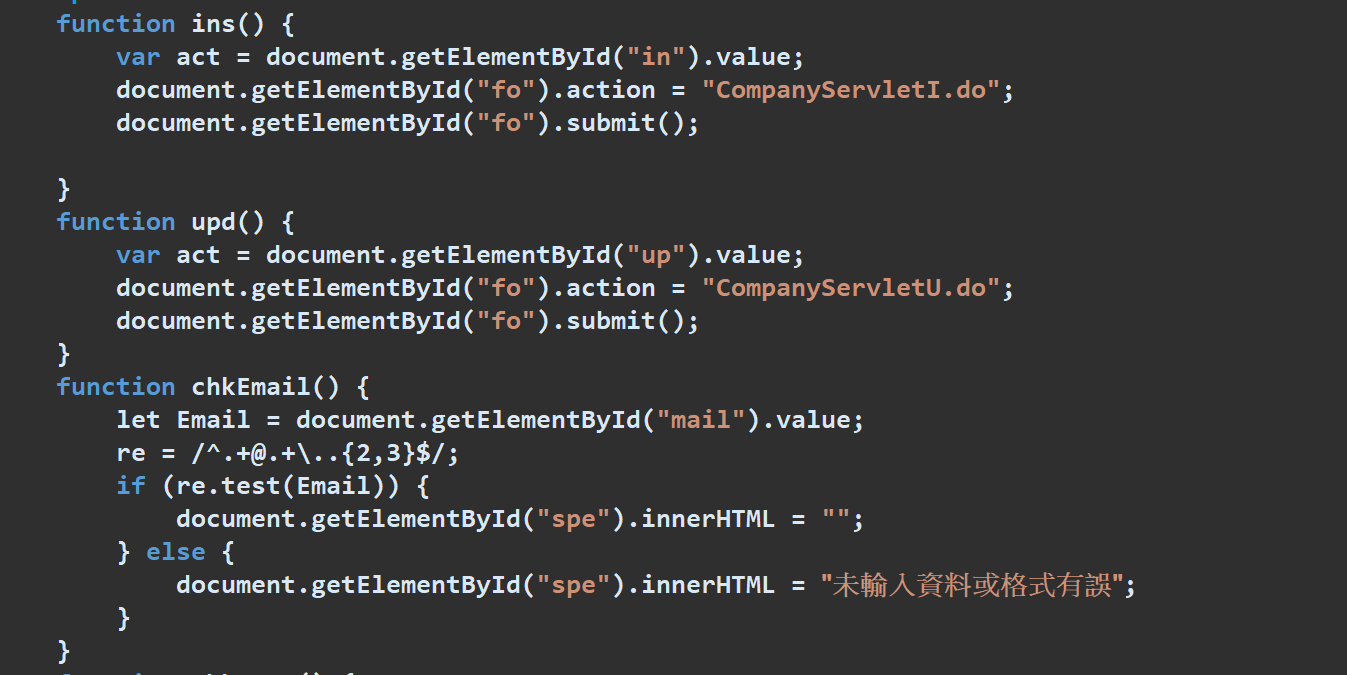 function ins() {
var act = document.getElementById("in").value;
document.getElementById("fo").action = "CompanyServletI.do";
document.getElementById("fo").submit();
}
function upd() {
var act = document.getElementById("up").value;
document.getElementById("fo").action = "CompanyServletU.do";
document.getElementById("fo").submit();
}
function chkEmail() {
let Email = document.getElementById("mail").value;
re = /^.+@.+\..{2,3}$/;
if (re.test(Email)) {
document.getElementById("spe").innerHTML = "";
} else {
document.getElementById("spe").innerHTML = "未輸入資料或格式有誤";
}
}